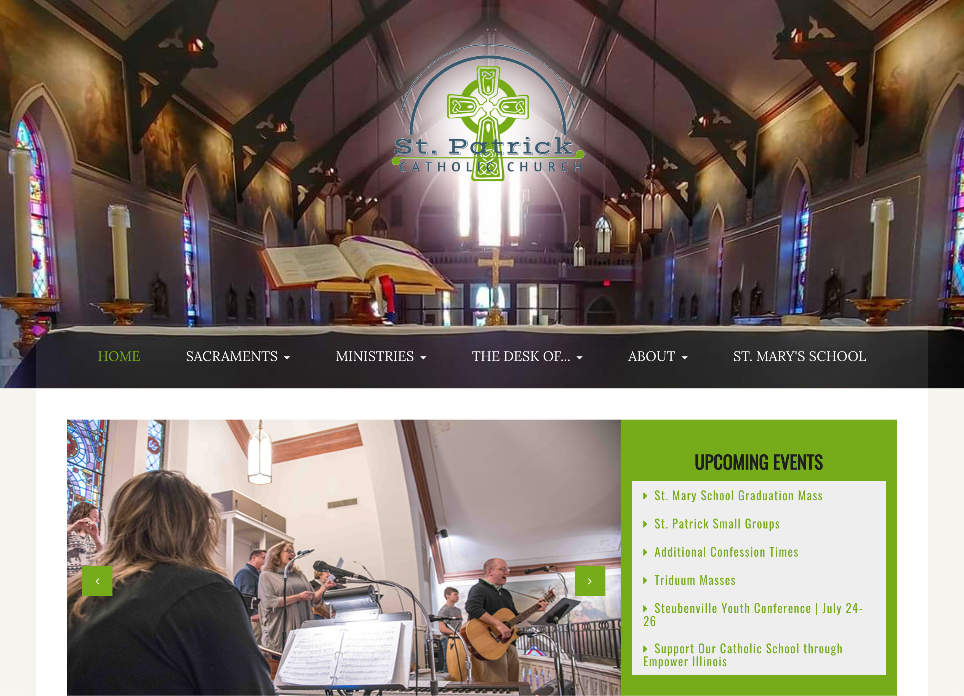 St. Patrick
CATHOLIC CHURCH
HOME SACRAMENTS MINISTRIES THE DESK OF... ABOUT ST. MARY'S SCHOOL
UPCOMING EVENTS
St. Mary School Graduation Mass
St. Patrick Small Groups
Additional Confession Times
Triduum Masses
Steubenville Youth Conference | July 24-
26
Support Our Catholic School through
Empower Illinois